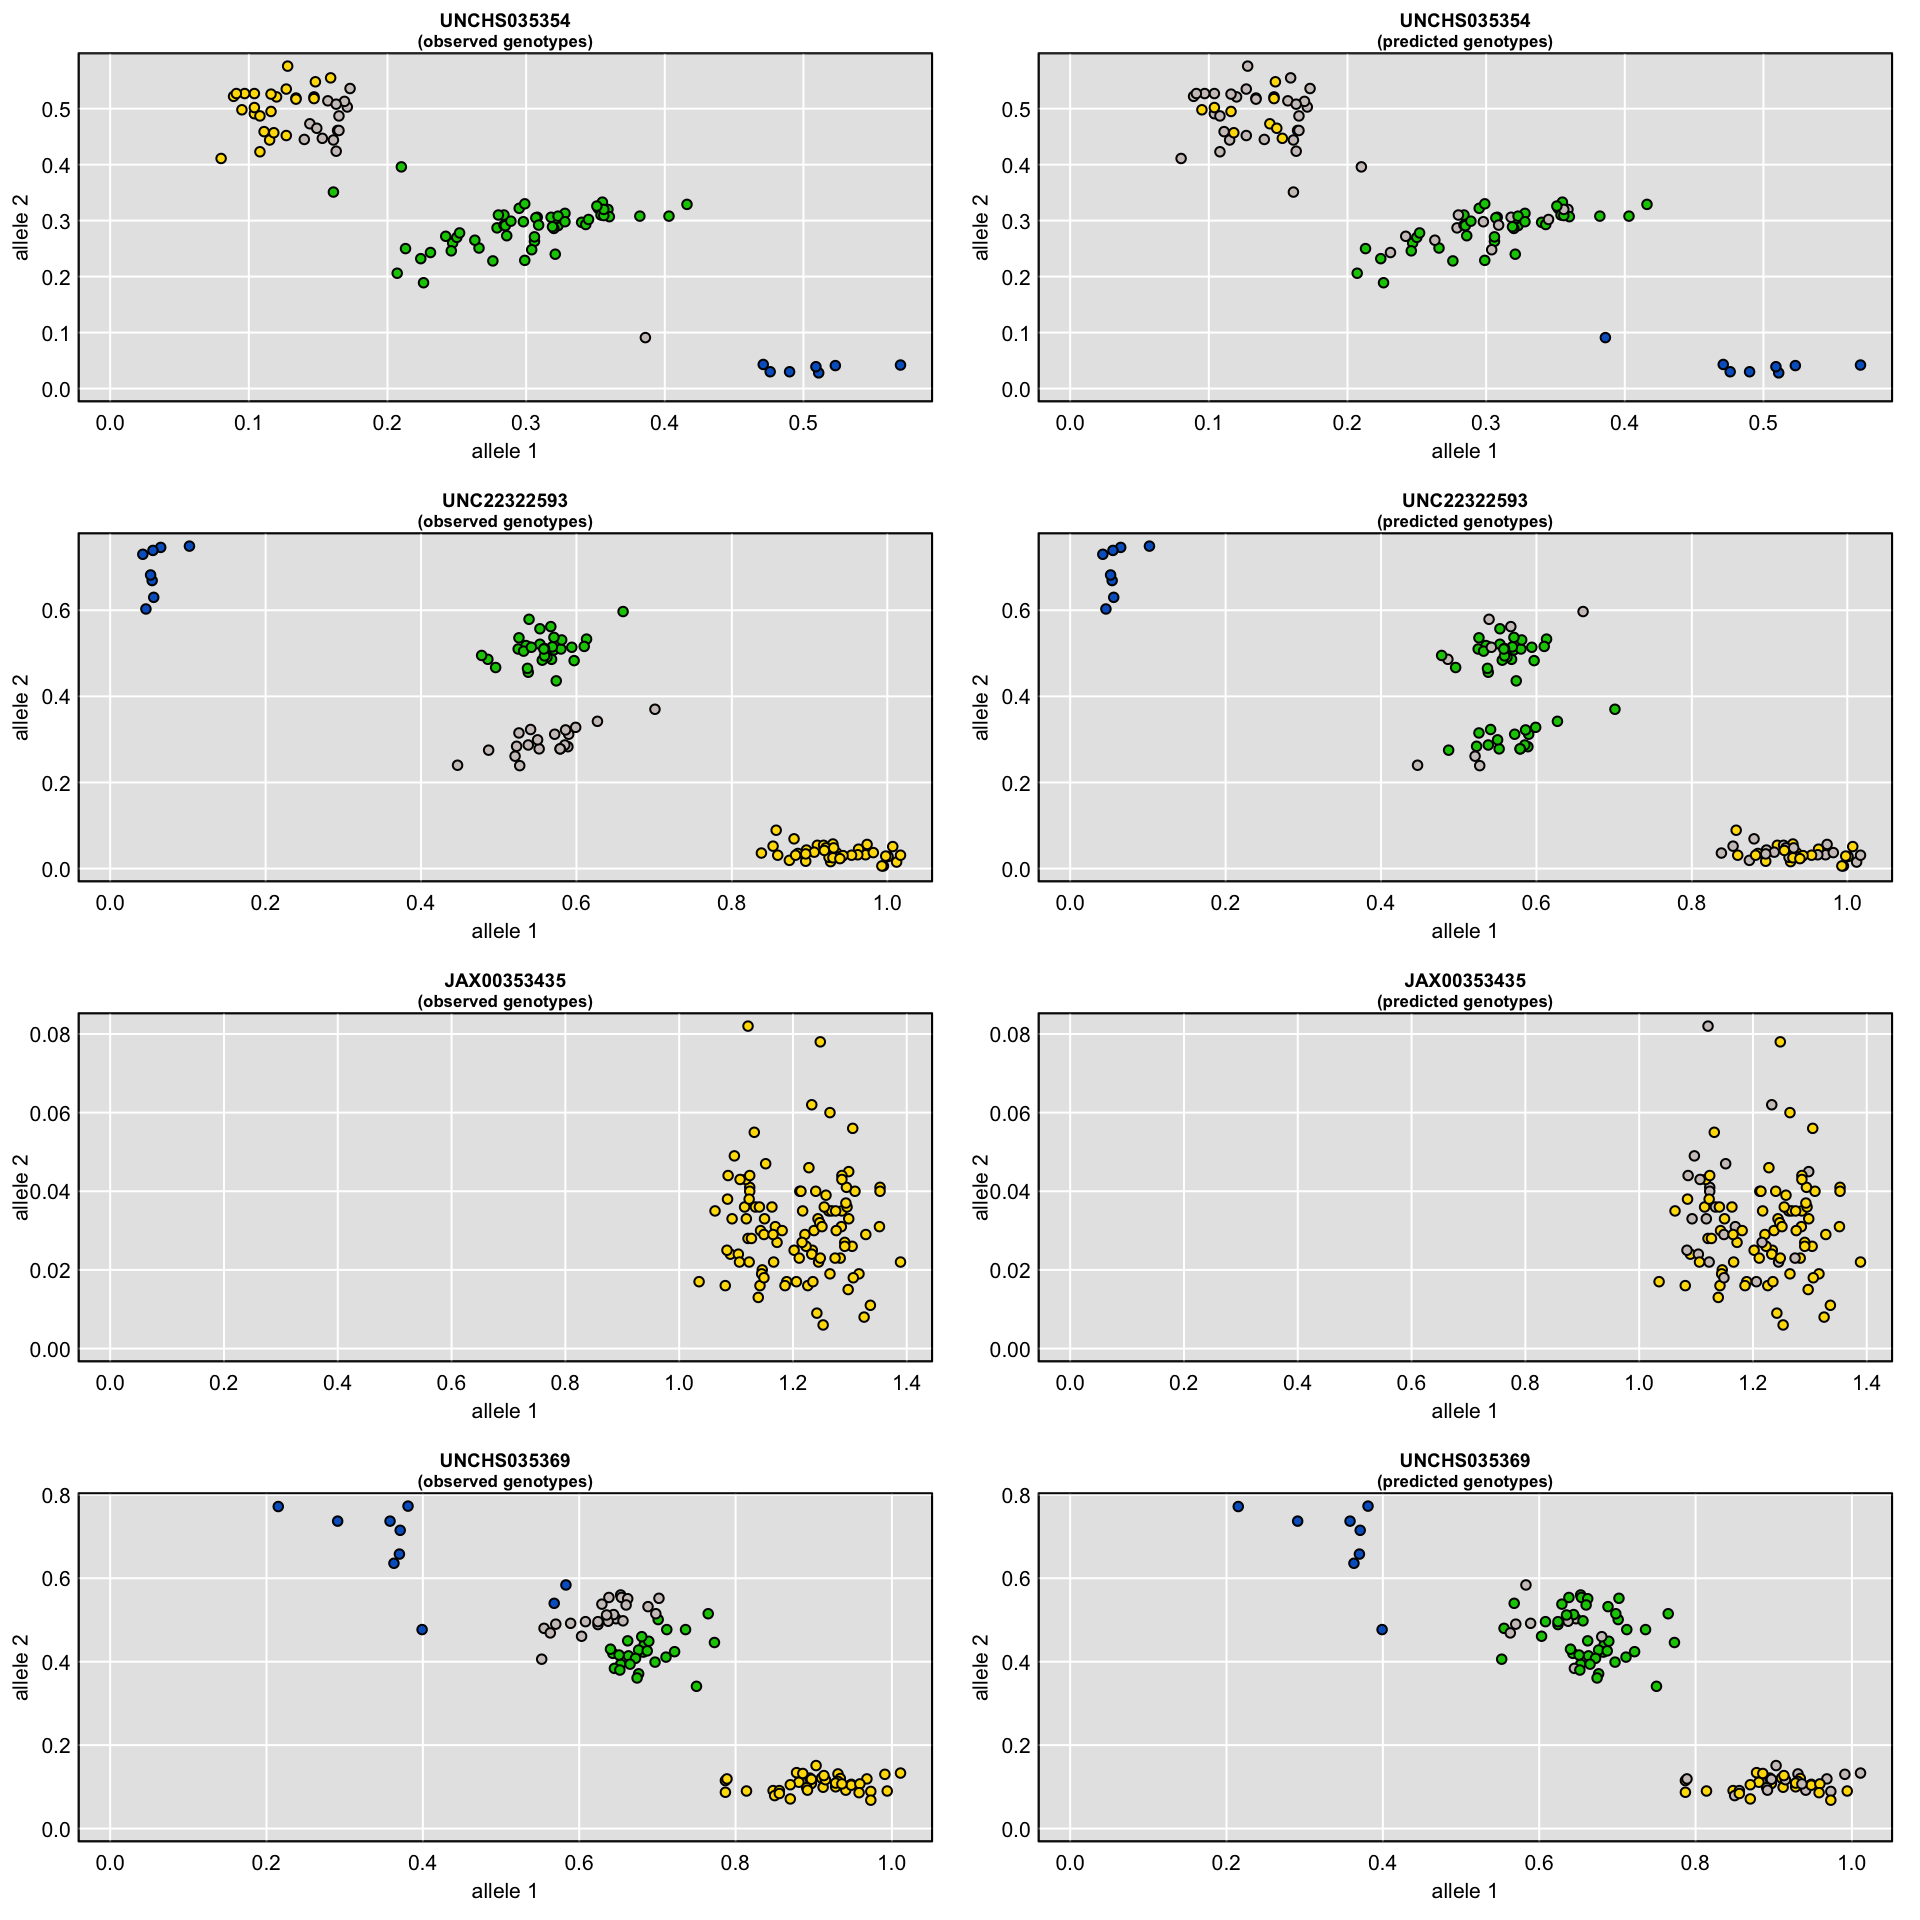 UNCHS035354
(observed genotypes)
0.5
0.4
0.3
0.2
0.1
0.0
allele 2
0.0 0.1 0.2 0.3 0.4 0.5
allele 1
UNCHS035354
(predicted genotypes)
0.5
0.4
0.3
0.2
0.1
0.0
allele 2
0.0 0.1 0.2 0.3 0.4 0.5
allele 1
UNC22322593
(observed genotypes)
0.6
0.4
0.2
0.0
allele 2
0.0 0.2 0.4 0.6 0.8 1.0
allele 1
UNC22322593
(predicted genotypes)
0.6
0.4
0.2
0.0
allele 2
0.0 0.2 0.4 0.6 0.8 1.0
allele 1
JAX00353435
(observed genotypes)
0.08
0.06
0.04
0.02
0.00
allele 2
0.0 0.2 0.4 0.6 0.8 1.0 1.2 1.4
allele 1
JAX00353435
(predicted genotypes)
0.08
0.06
0.04
0.02
0.00
allele 2
0.0 0.2 0.4 0.6 0.8 1.0 1.2 1.4
allele 1
UNCHS035369
(observed genotypes)
0.8
0.6
0.4
0.2
0.0
allele 2
0.0 0.2 0.4 0.6 0.8 1.0
allele 1
UNCHS035369
(predicted genotypes)
0.8
0.6
0.4
0.2
0.0
allele 2
0.0 0.2 0.4 0.6 0.8 1.0
allele 1